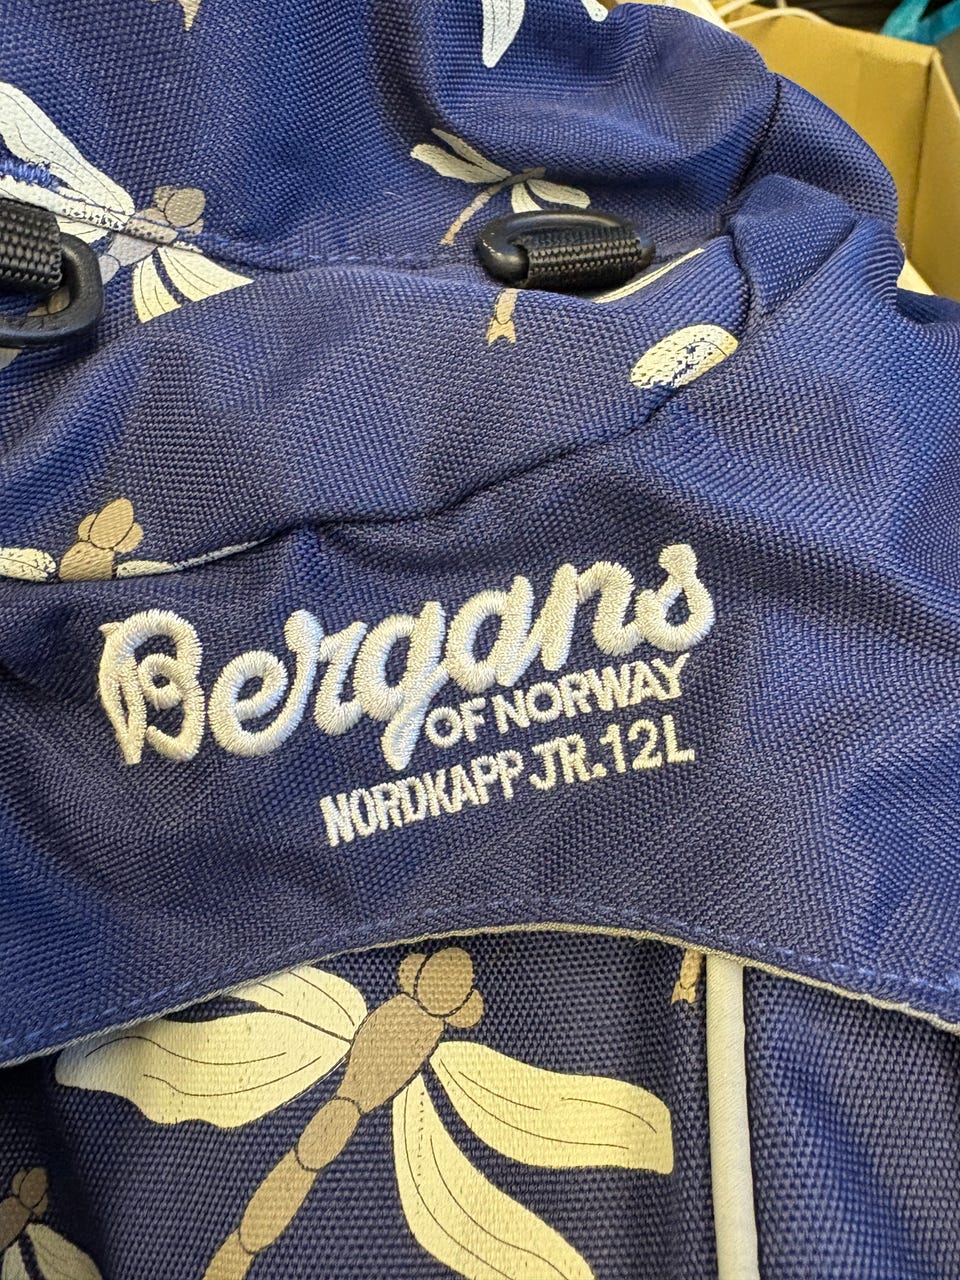 Bergans
OF NORWAY
NORDKAPP JR.12L